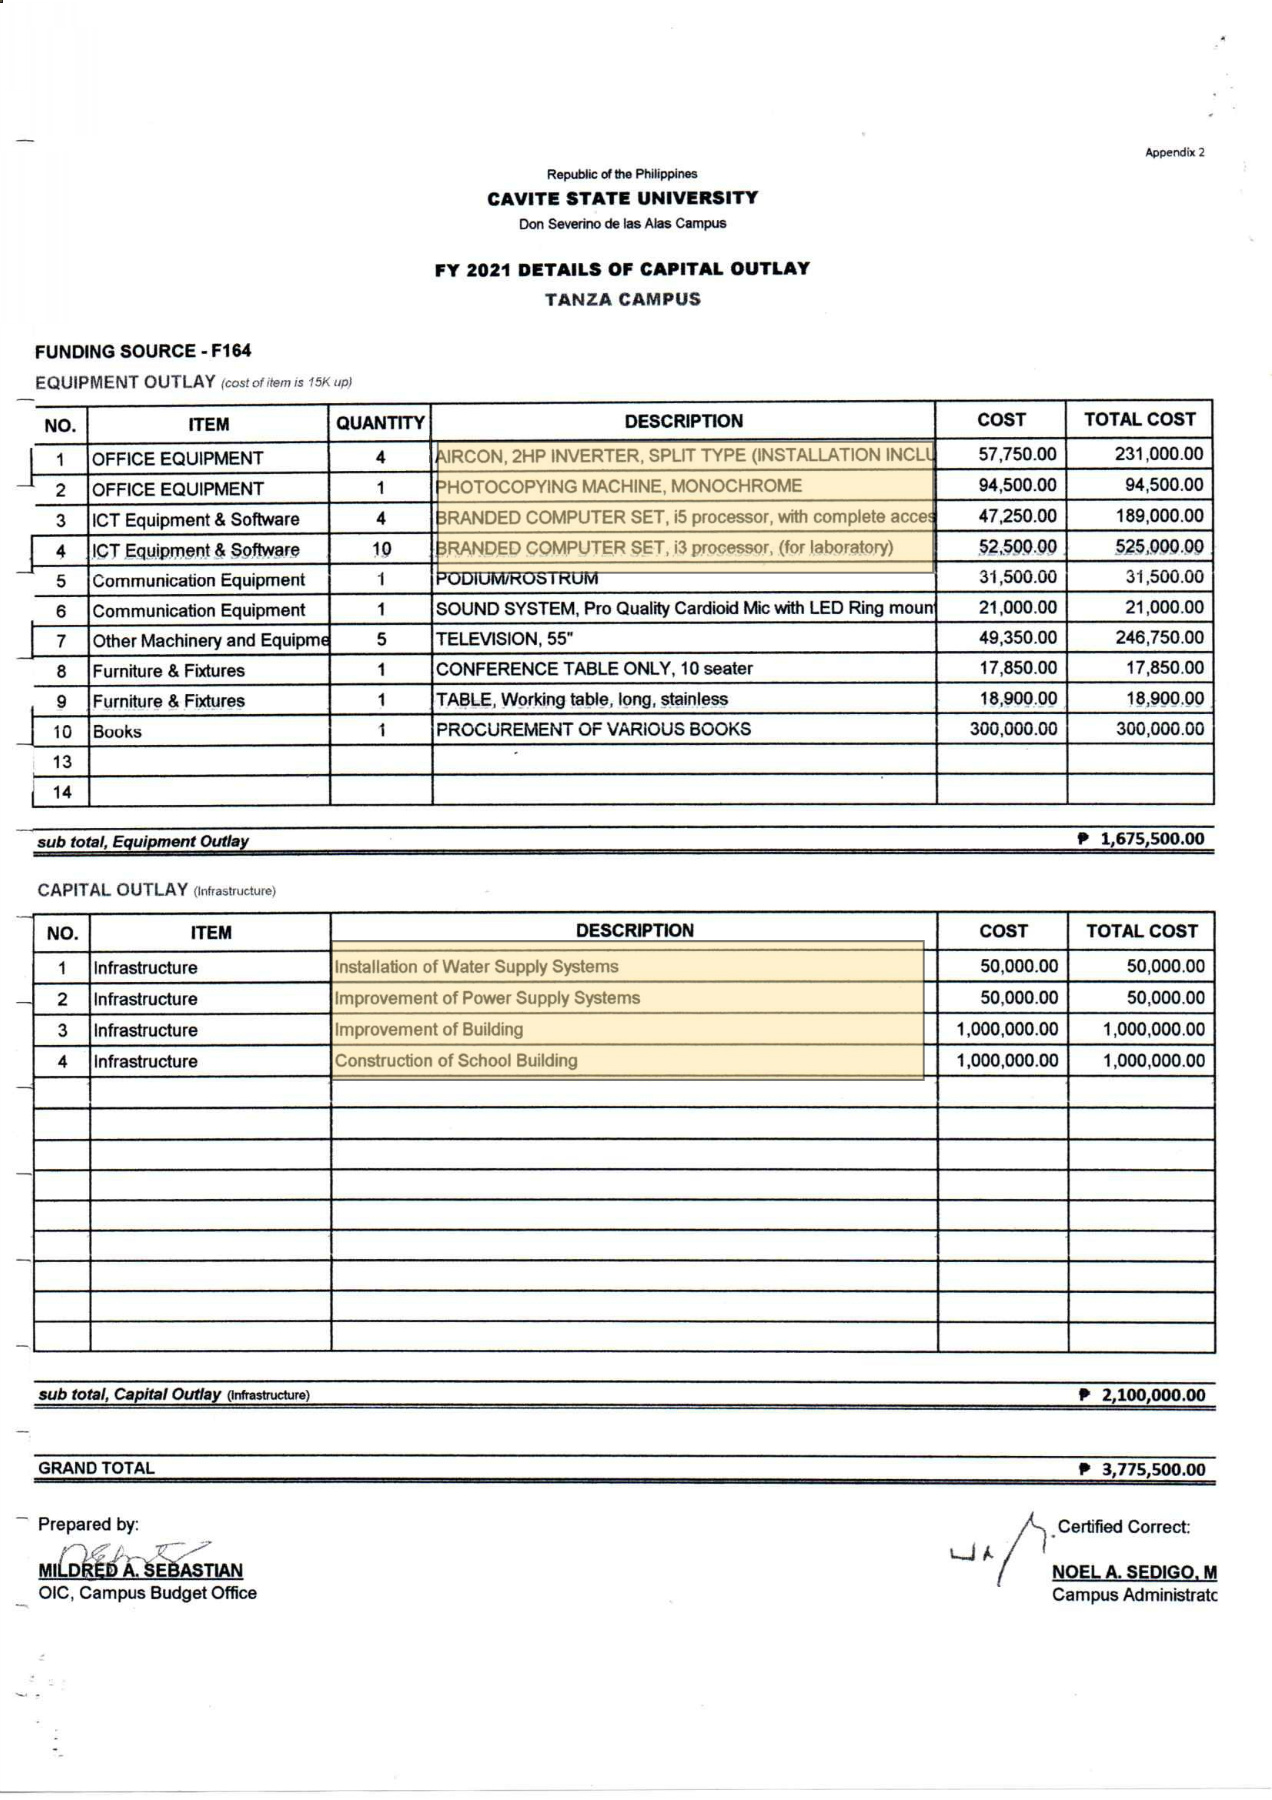 Appendix 2
Republic of the Philippines
CAVITE STATE UNIVERSITY
Don Severino de las Alas Campus
FY 2021 DETAILS OF CAPITAL OUTLAY
TANZA CAMPUS
FUNDING SOURCE - F164
EQUIPMENT OUTLAY (cost of item is 15K up)
NO. ITEM QUANTITY DESCRIPTION COST TOTAL COST
1 OFFICE EQUIPMENT 4 AIRCON, 2HP INVERTER, SPLIT TYPE (INSTALLATION INCLU 57,750.00 231,000.00
2 OFFICE EQUIPMENT 1 PHOTOCOPYING MACHINE, MONOCHROME 94,500.00 94,500.00
3 ICT Equipment & Software 4 BRANDED COMPUTER SET, i5 processor, with complete acces 47,250.00 189,000.00
4 ICT Equipment & Software 10 BRANDED COMPUTER SET, i3 processor, (for laboratory) 52,500.00 525,000.00
5 Communication Equipment 1 PODIUM/ROSTRUM 31,500.00 31,500.00
6 Communication Equipment 1 SOUND SYSTEM, Pro Quality Cardioid Mic with LED Ring moun 21,000.00 21,000.00
7 Other Machinery and Equipme 5 TELEVISION, 55" 49,350.00 246,750.00
8 Furniture & Fixtures 1 CONFERENCE TABLE ONLY, 10 seater 17,850.00 17,850.00
9 Furniture & Fixtures 1 TABLE, Working table, long, stainless 18,900.00 18,900.00
10 Books 1 PROCUREMENT OF VARIOUS BOOKS 300,000.00 300,000.00
13
14
sub total, Equipment Outlay ₱ 1,675,500.00
CAPITAL OUTLAY (Infrastructure)
NO. ITEM DESCRIPTION COST TOTAL COST
1 Infrastructure Installation of Water Supply Systems 50,000.00 50,000.00
2 Infrastructure Improvement of Power Supply Systems 50,000.00 50,000.00
3 Infrastructure Improvement of Building 1,000,000.00 1,000,000.00
4 Infrastructure Construction of School Building 1,000,000.00 1,000,000.00
sub total, Capital Outlay (Infrastructure) ₱ 2,100,000.00
GRAND TOTAL ₱ 3,775,500.00
Prepared by: Certified Correct:
MILDRED A. SEBASTIAN NOEL A. SEDIGO, M
OIC, Campus Budget Office Campus Administratc